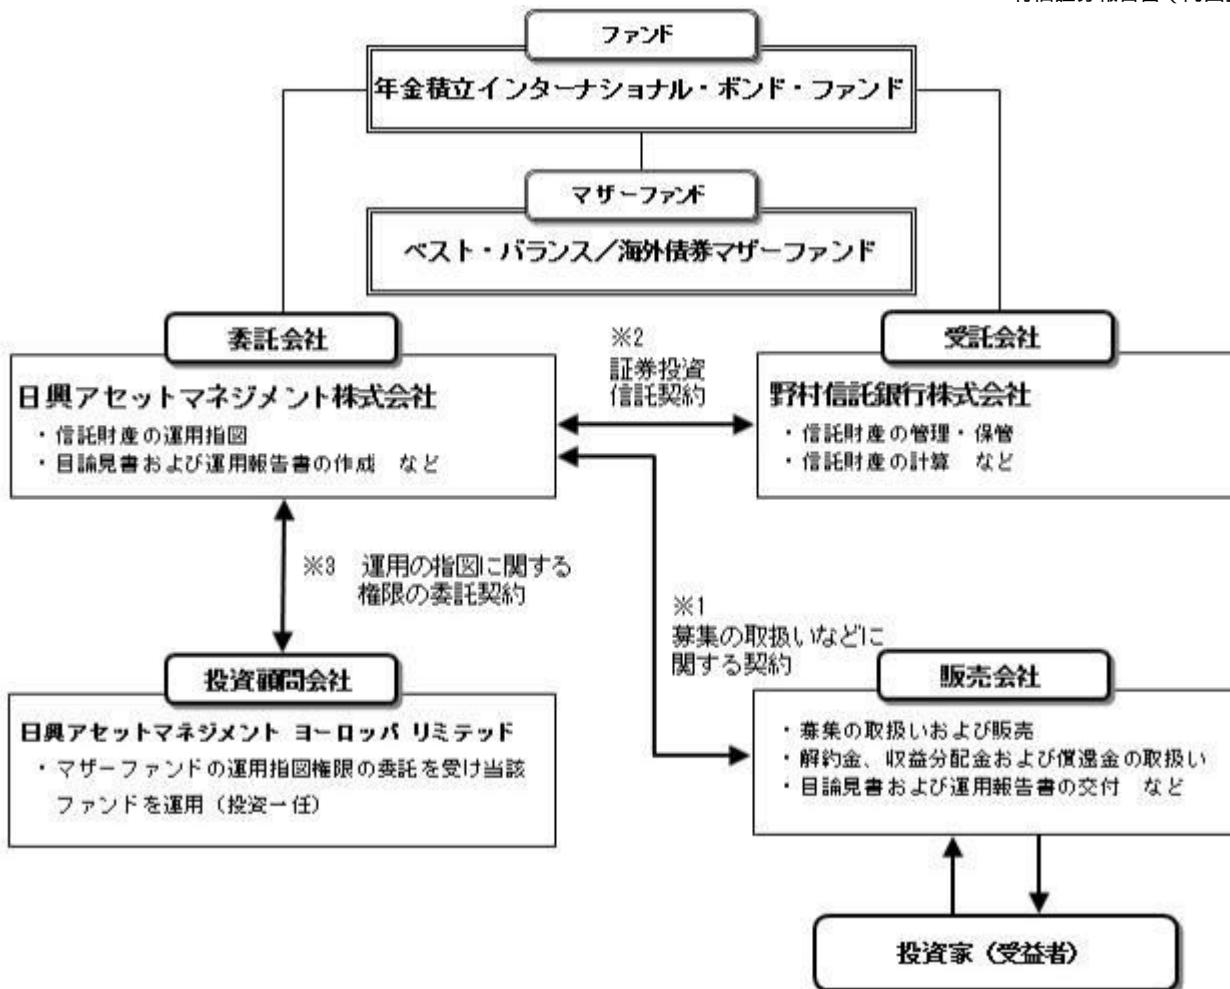 ファンド
年金積立インターナショナル・ボンド・ファンド
マザーファンド
ベスト・バランス／海外債券マザーファンド
委託会社
日興アセットマネジメント株式会社
・信託財産の運用指図
・目論見書および運用報告書の作成　など
※2
証券投資
信託契約
受託会社
野村信託銀行株式会社
・信託財産の管理・保管
・信託財産の計算　など
※3　運用の指図に関する
権限の委託契約
※1
募集の取扱いなどに
関する契約
投資顧問会社
日興アセットマネジメント ヨーロッパ リミテッド
・マザーファンドの運用指図権限の委託を受け当該
ファンドを運用（投資一任）
販売会社
・募集の取扱いおよび販売
・解約金、収益分配金および償還金の取扱い
・目論見書および運用報告書の交付　など
投資家（受益者）